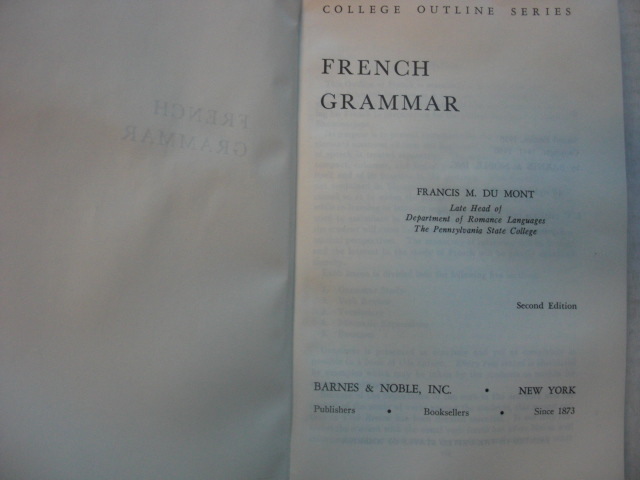 COLLEGE OUTLINE SERIES
FRENCH
GRAMMAR
FRANCIS M. DU MONT
Late Head of
Department of Romance Languages
The Pennsylvania State College
Second Edition
BARNES & NOBLE, INC. • NEW YORK
Publishers • Booksellers • Since 1873